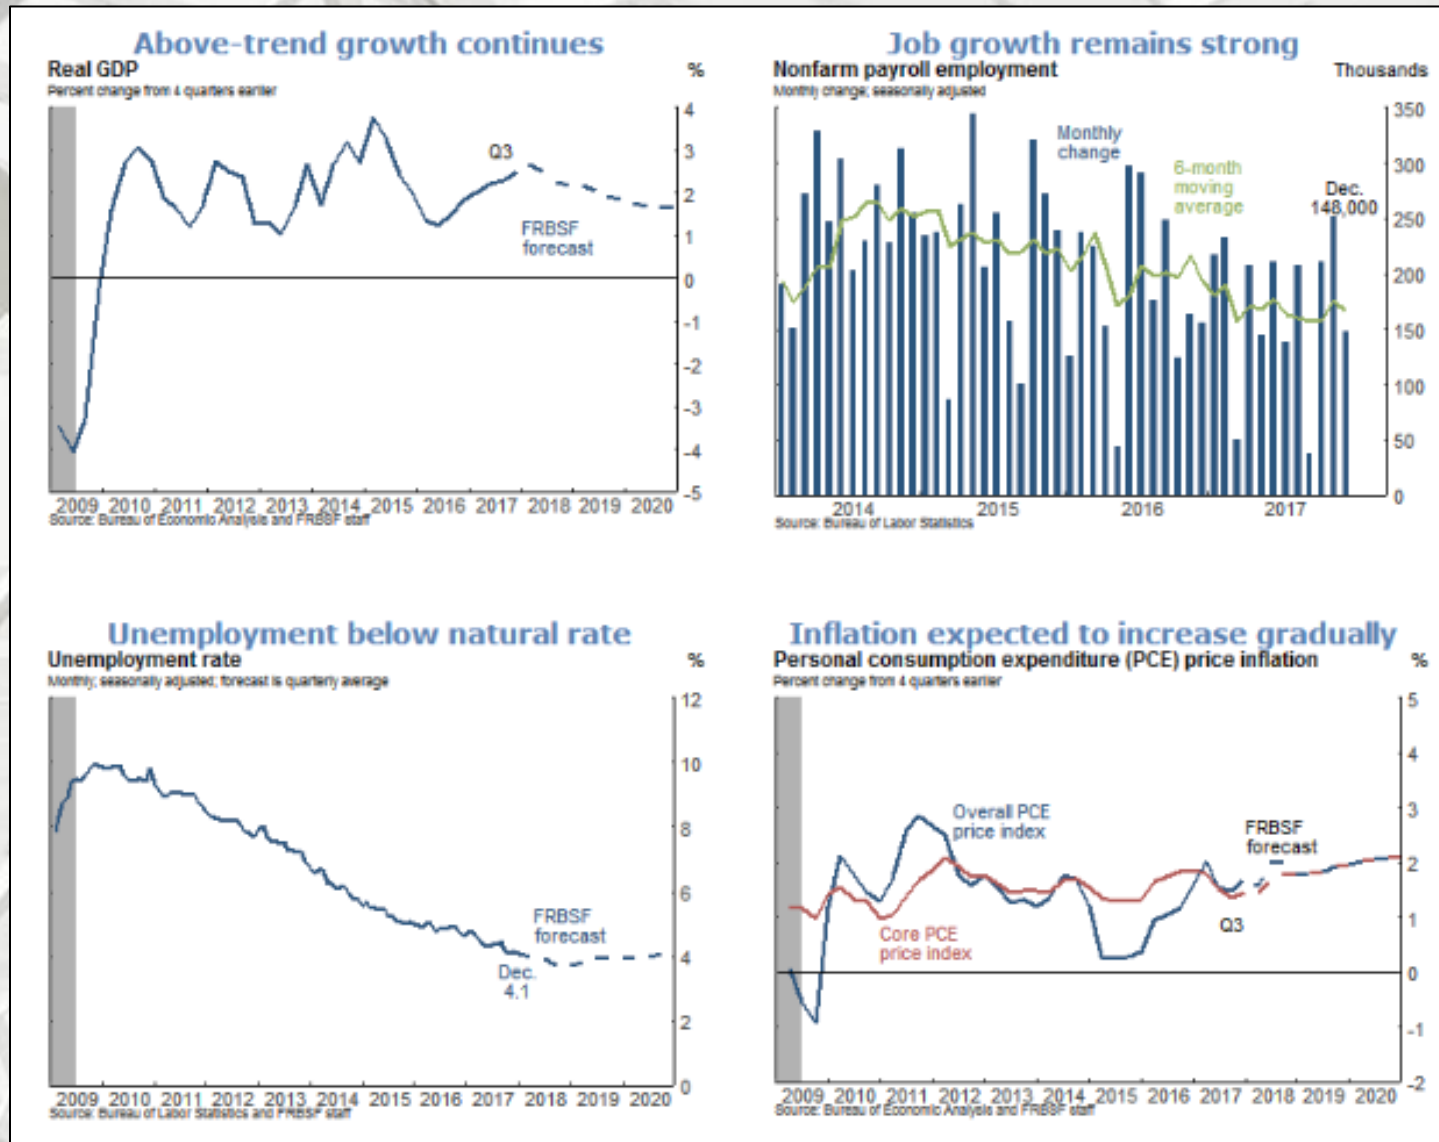 Above-trend growth continues
Real GDP %
Percent change from 4 quarters earlier
4
3
2
1
0
-1
-2
-3
-4
-5
Q3
FRBSF
forecast
2009 2010 2011 2012 2013 2014 2015 2016 2017 2018 2019 2020
Source: Bureau of Economic Analysis and FRBSF staff
Job growth remains strong
Nonfarm payroll employment Thousands
Monthly change; seasonally adjusted
350
300
250
200
150
100
50
0
Monthly
change
6-month
moving
average
Dec.
148,000
2014 2015 2016 2017
Source: Bureau of Labor Statistics
Unemployment below natural rate
Unemployment rate %
Monthly; seasonally adjusted; forecast is quarterly average
12
10
8
6
4
2
0
FRBSF
forecast
Dec.
4.1
2009 2010 2011 2012 2013 2014 2015 2016 2017 2018 2019 2020
Source: Bureau of Labor Statistics and FRBSF staff
Inflation expected to increase gradually
Personal consumption expenditure (PCE) price inflation %
Percent change from 4 quarters earlier
5
4
3
2
1
0
-1
-2
Overall PCE
price index
FRBSF
forecast
Core PCE
price index
Q3
2009 2010 2011 2012 2013 2014 2015 2016 2017 2018 2019 2020
Source: Bureau of Economic Analysis and FRBSF staff